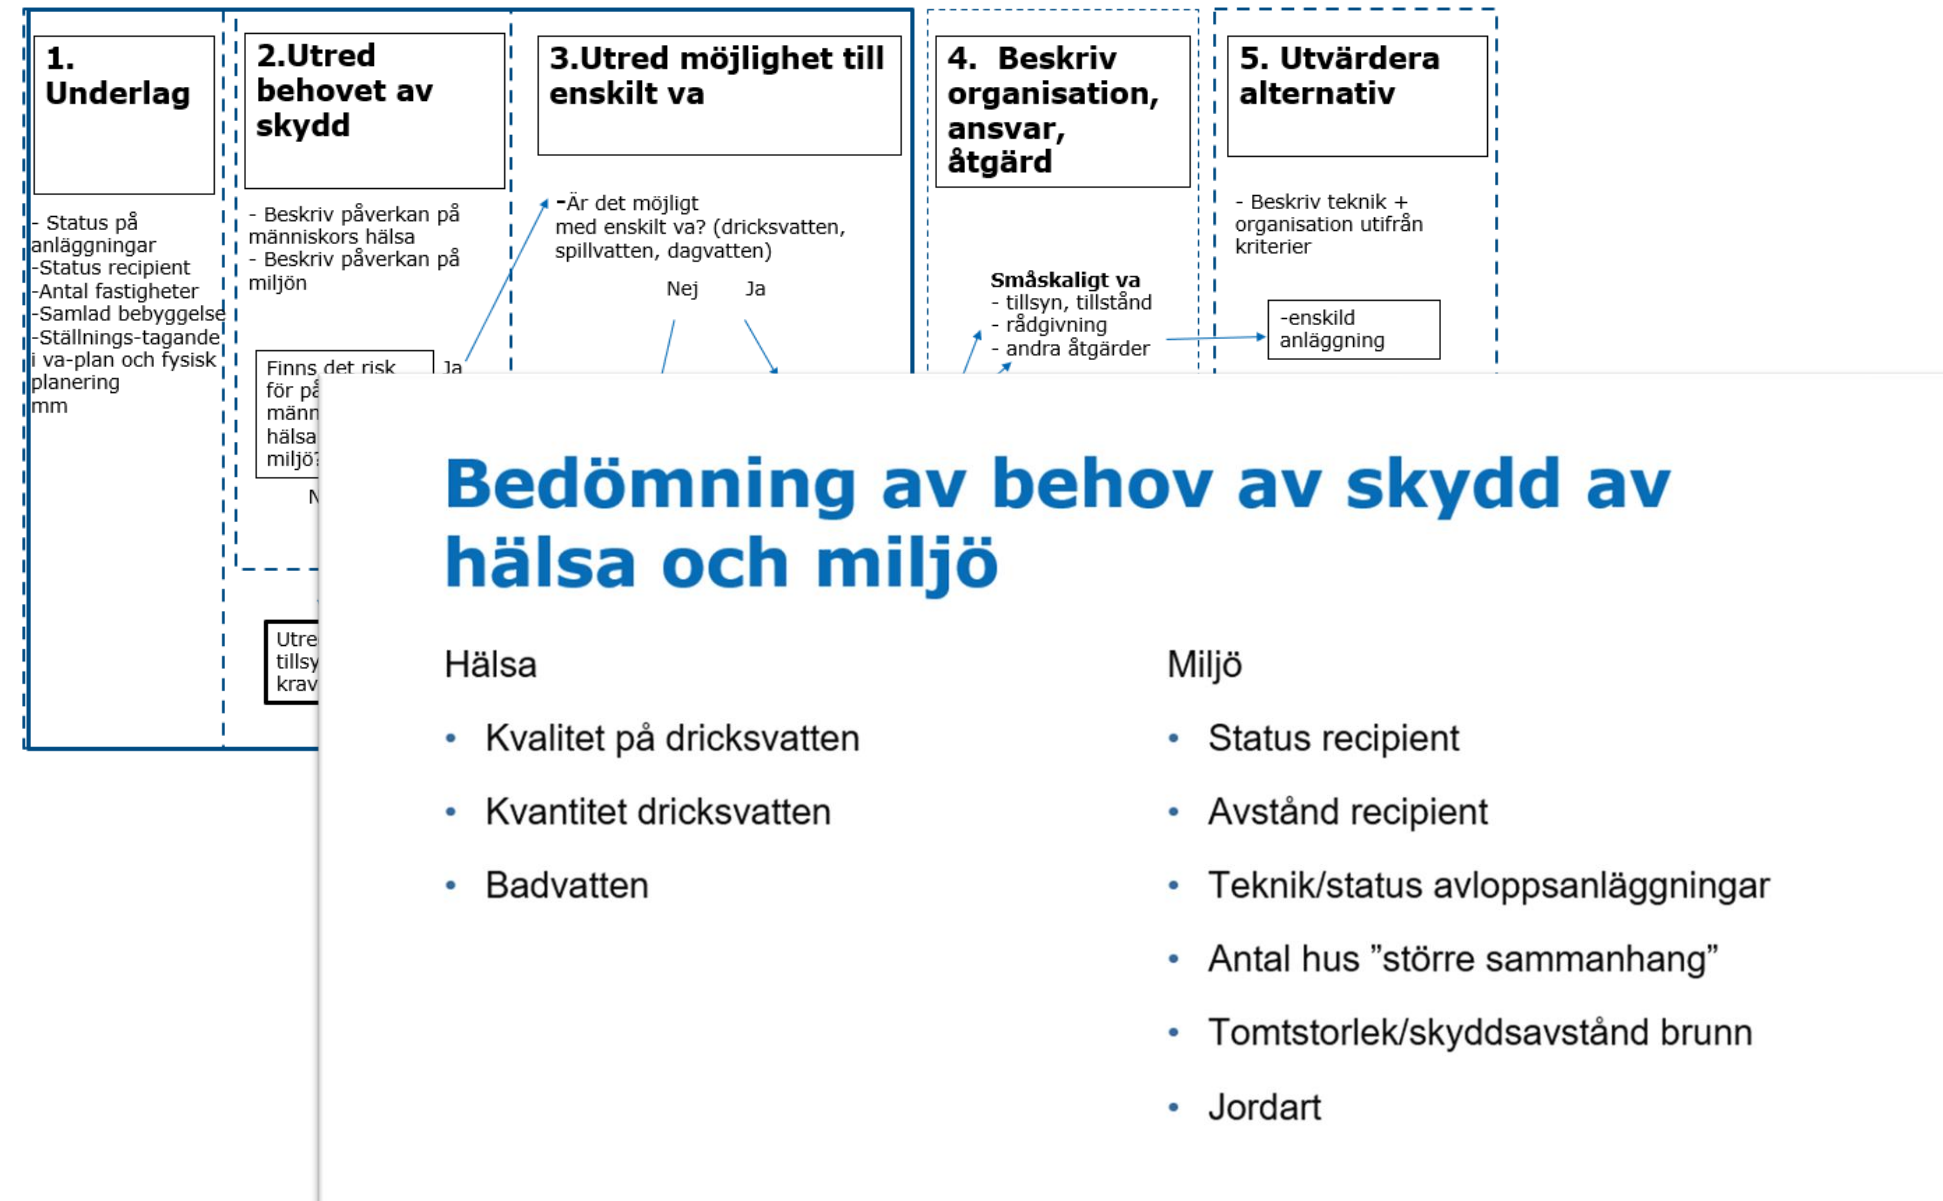 1.
Underlag
- Status på
anläggningar
-Status recipient
-Antal fastigheter
-Samlad bebyggelse
-Ställnings-tagande
i va-plan och fysisk
planering
mm
2.Utred
behovet av
skydd
- Beskriv påverkan på
människors hälsa
- Beskriv påverkan på
miljön
Finns det risk
för på
männ
hälsa
miljö?
Ja
N
Utre
tillsy
krav
3.Utred möjlighet till
enskilt va
-Är det möjligt
med enskilt va? (dricksvatten,
spillvatten, dagvatten)
Nej Ja
4. Beskriv
organisation,
ansvar,
åtgärd
Småskaligt va
- tillsyn, tillstånd
- rådgivning
- andra åtgärder
5. Utvärdera
alternativ
- Beskriv teknik +
organisation utifrån
kriterier
-enskild
anläggning
Bedömning av behov av skydd av
hälsa och miljö
Hälsa
• Kvalitet på dricksvatten
• Kvantitet dricksvatten
• Badvatten
Miljö
• Status recipient
• Avstånd recipient
• Teknik/status avloppsanläggningar
• Antal hus ”större sammanhang”
• Tomtstorlek/skyddsavstånd brunn
• Jordart